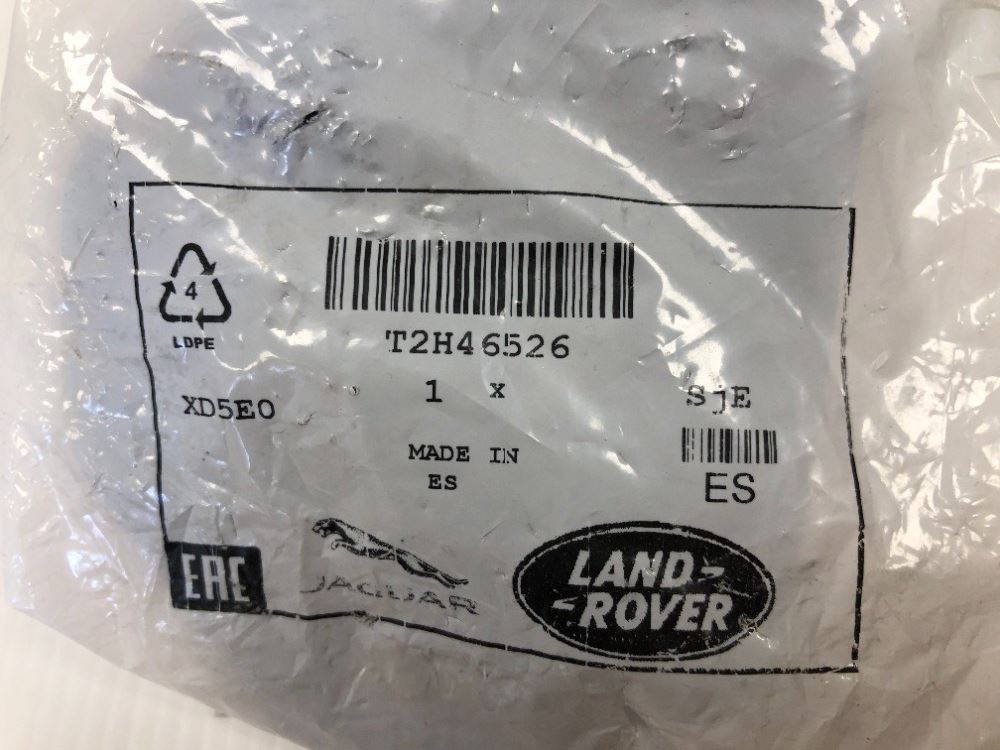 4
LDPE
T2H46526
1 x
XD5E0
SjE
MADE IN
ES
ES
EAC
JAGUAR
LAND-
-ROVER